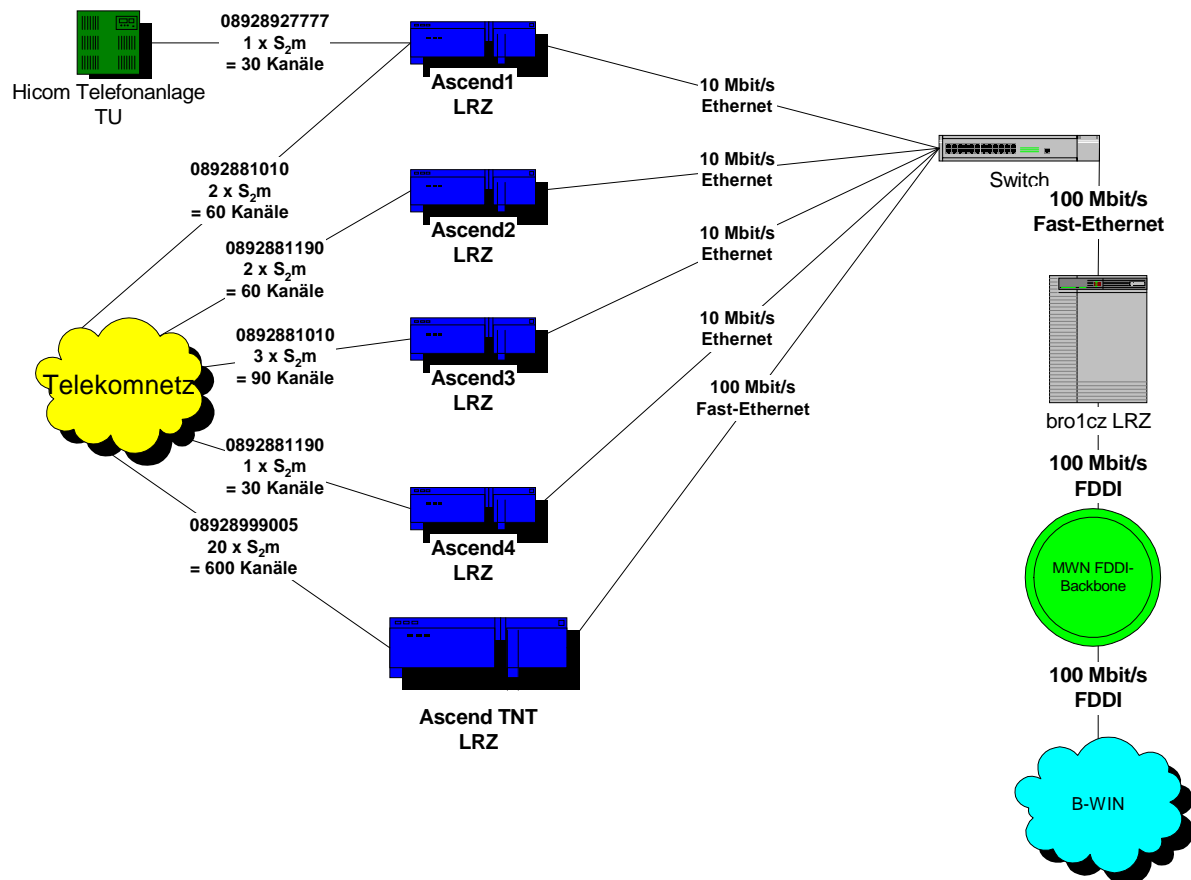 08928927777
1 x S₂m
= 30 Kanäle
Hicom Telefonanlage
TU
Ascend1
LRZ
10 Mbit/s
Ethernet
0892881010
2 x S₂m
= 60 Kanäle
Ascend2
LRZ
10 Mbit/s
Ethernet
Switch
100 Mbit/s
Fast-Ethernet
0892881190
2 x S₂m
= 60 Kanäle
10 Mbit/s
Ethernet
Telekomnetz
0892881010
3 x S₂m
= 90 Kanäle
Ascend3
LRZ
10 Mbit/s
Ethernet
100 Mbit/s
Fast-Ethernet
bro1cz LRZ
0892881190
1 x S₂m
= 30 Kanäle
Ascend4
LRZ
100 Mbit/s
FDDI
08928999005
20 x S₂m
= 600 Kanäle
MWN FDDI-
Backbone
Ascend TNT
LRZ
100 Mbit/s
FDDI
B-WIN